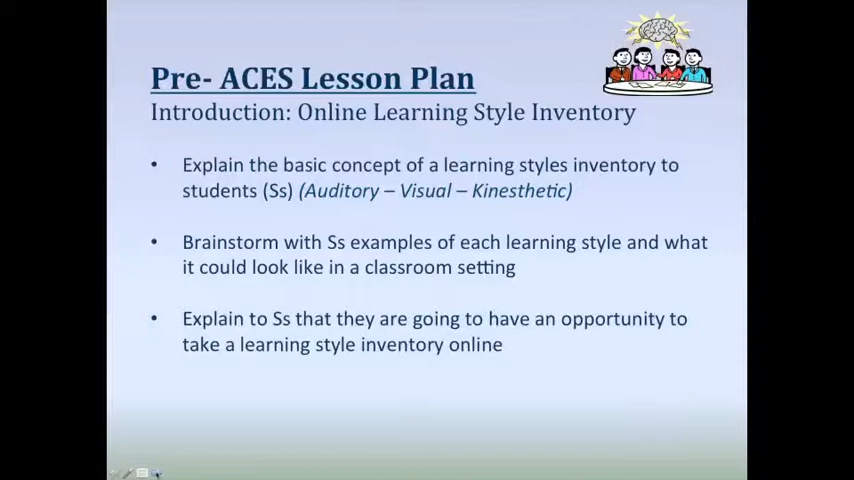 Pre- ACES Lesson Plan
Introduction: Online Learning Style Inventory
• Explain the basic concept of a learning styles inventory to
students (Ss) (Auditory – Visual – Kinesthetic)
• Brainstorm with Ss examples of each learning style and what
it could look like in a classroom setting
• Explain to Ss that they are going to have an opportunity to
take a learning style inventory online